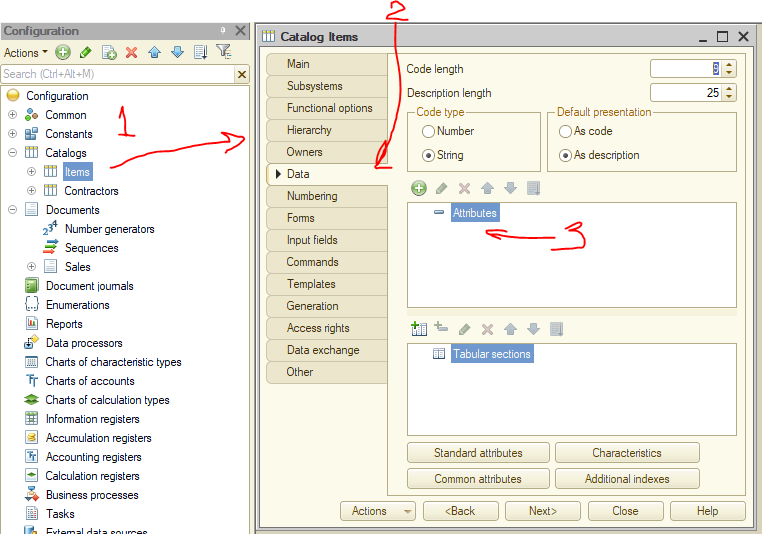 Configuration
Actions
Search (Ctrl+Alt+M)
Configuration
Common
Constants
Catalogs
Items
Contractors
Documents
Number generators
Sequences
Sales
Document journals
Enumerations
Reports
Data processors
Charts of characteristic types
Charts of accounts
Charts of calculation types
Information registers
Accumulation registers
Accounting registers
Calculation registers
Business processes
Tasks
External data sources
1
2
Catalog Items
Main
Subsystems
Functional options
Hierarchy
Owners
Data
Numbering
Forms
Input fields
Commands
Templates
Generation
Access rights
Data exchange
Other
Code length 9
Description length 25
Code type
Number
String
Default presentation
As code
As description
Attributes
3
Tabular sections
Standard attributes Characteristics
Common attributes Additional indexes
Actions <Back Next> Close Help